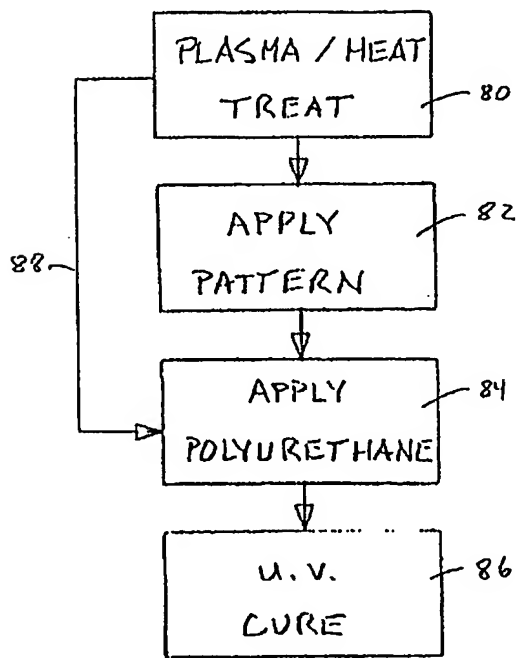 PLASMA / HEAT
TREAT
80
APPLY
PATTERN
82
88
APPLY
POLYURETHANE
84
U.V.
CURE
86